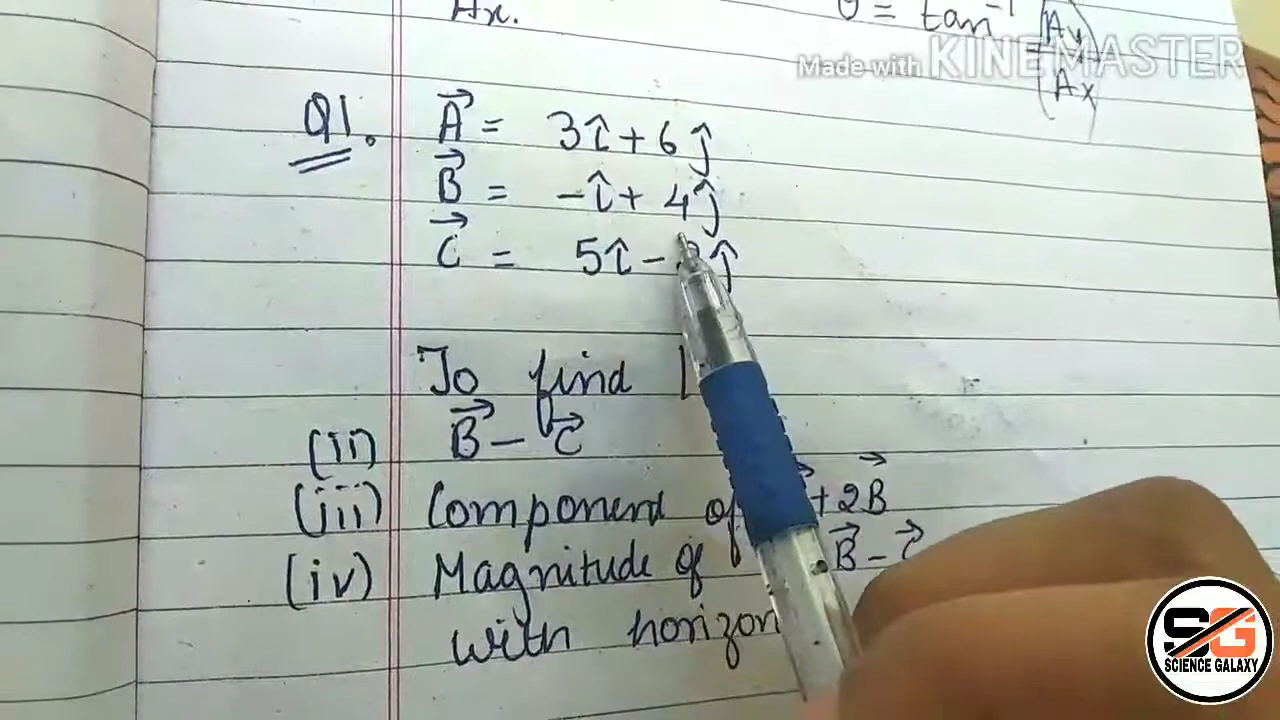 Ax.
θ = tan⁻¹ (Ay/Ax)
Made with KINEMASTER
Q1. A⃗ = 3î + 6ĵ
B⃗ = -î + 4ĵ
C⃗ = 5î - ĵ
To find
(ii) B⃗ - C⃗
(iii) Component of + 2B⃗
(iv) Magnitude of B⃗ - C⃗
with
SG
SCIENCE GALAXY